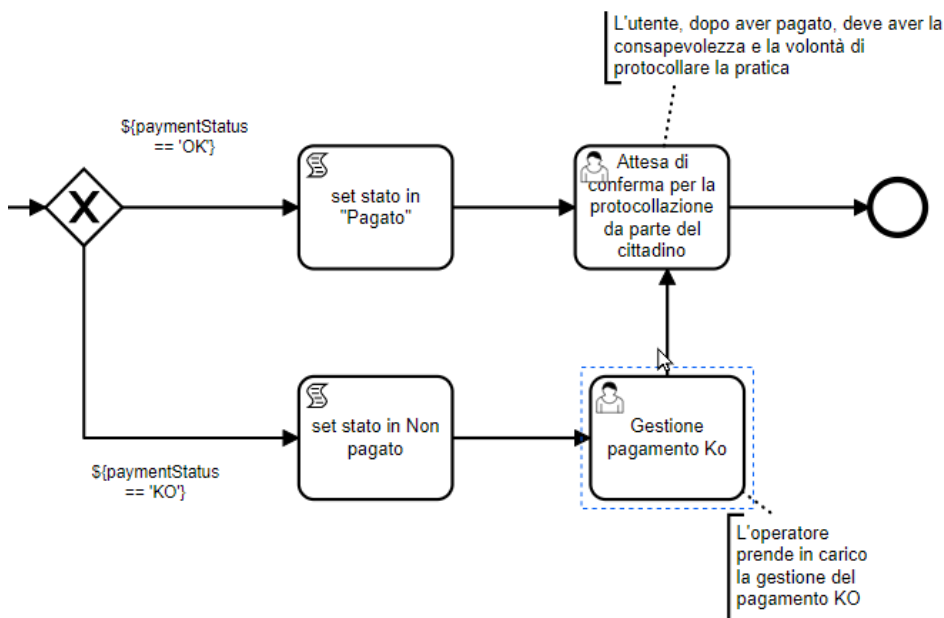 L'utente, dopo aver pagato, deve aver la
consapevolezza e la volontà di
protocollare la pratica
${paymentStatus
== 'OK'}
set stato in
"Pagato"
Attesa di
conferma per la
protocollazione
da parte del
cittadino
set stato in Non
pagato
Gestione
pagamento Ko
${paymentStatus
== 'KO'}
L'operatore
prende in carico
la gestione del
pagamento KO